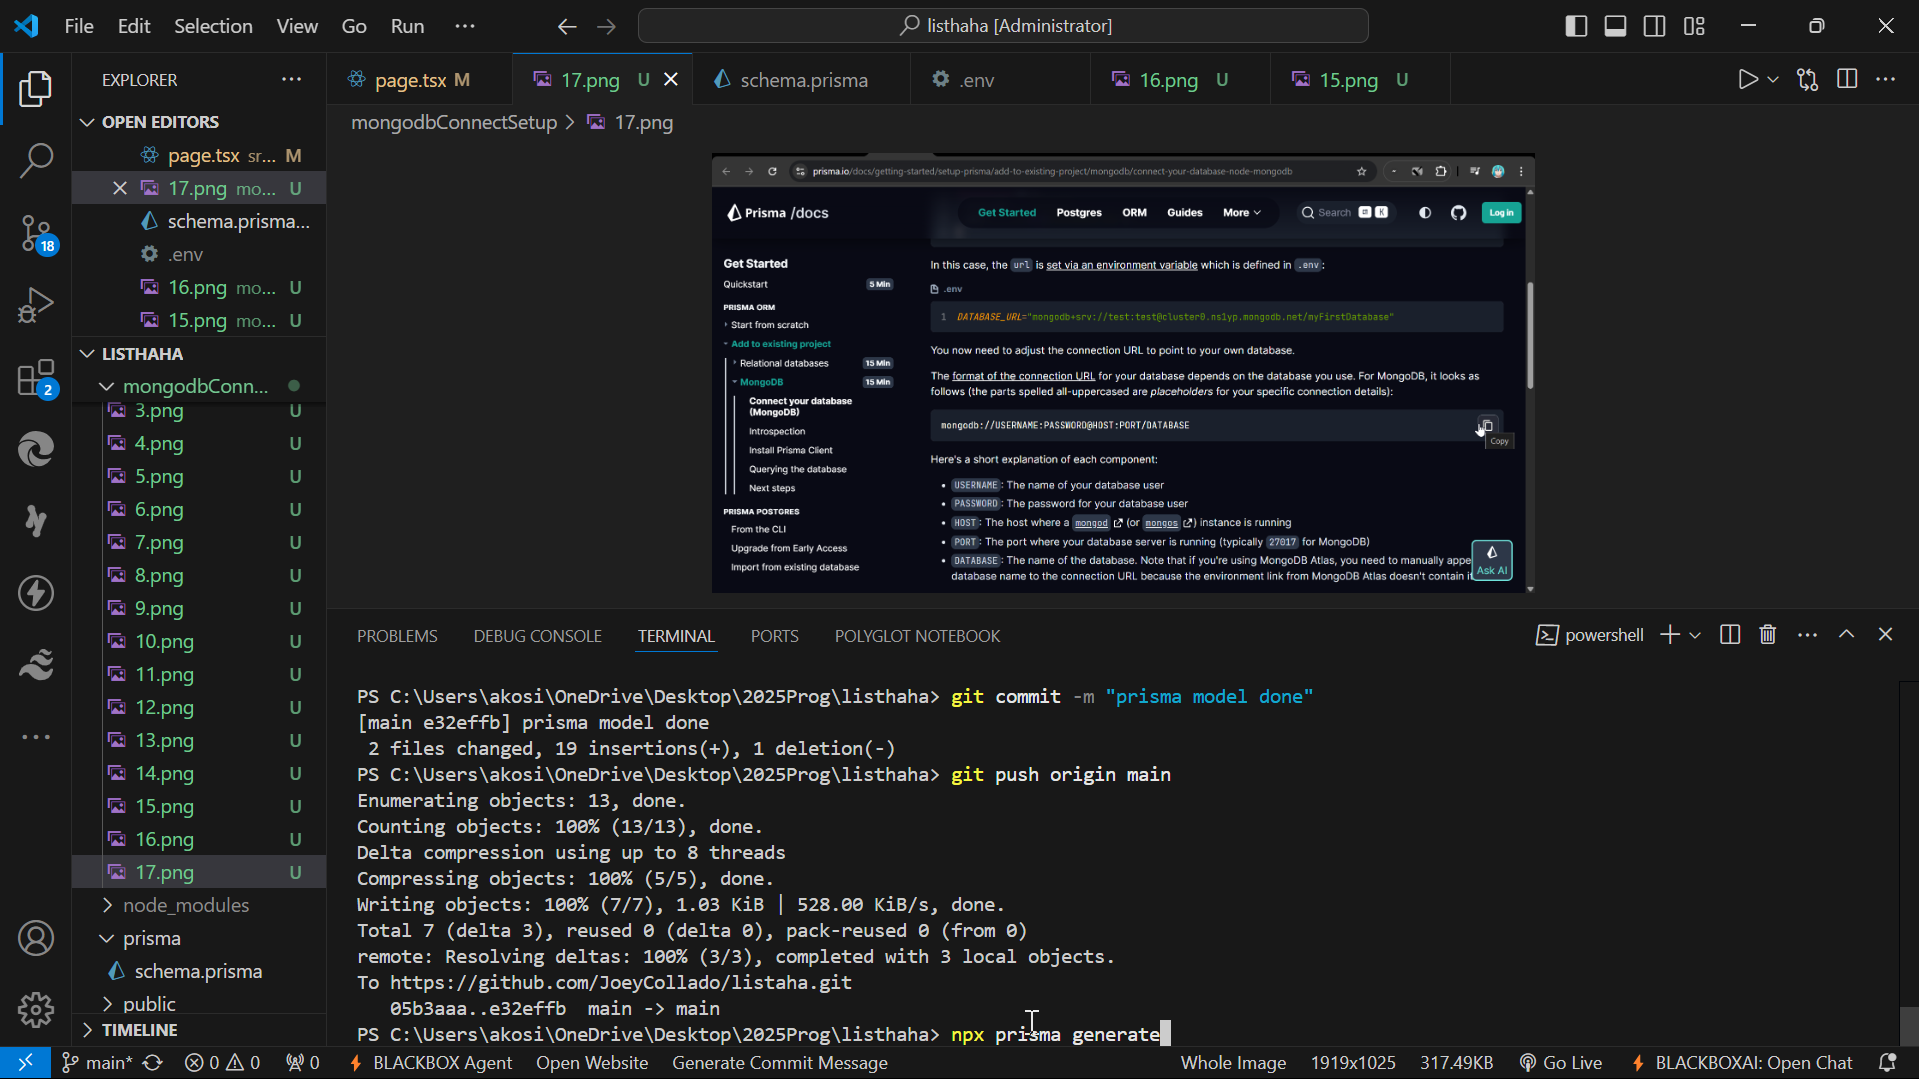 File Edit Selection View Go Run ··· listhaha [Administrator]
EXPLORER
page.tsx M
17.png U
schema.prisma
.env
16.png U
15.png U
OPEN EDITORS
mongodbConnectSetup > 17.png
page.tsx sr... M
17.png mo... U
schema.prisma...
.env
16.png mo... U
15.png mo... U
LISTHAHA
mongodbConn...
3.png U
4.png U
5.png U
6.png U
7.png U
8.png U
9.png U
10.png U
11.png U
12.png U
13.png U
14.png U
15.png U
16.png U
17.png U
node_modules
prisma
schema.prisma
public
TIMELINE
18
2
prisma.io/docs/getting-started/setup-prisma/add-to-existing-project/mongodb/connect-your-database-node-mongodb
Prisma /docs
Get Started Postgres ORM Guides More Search K Log in
Get Started
Quickstart 5 Min
PRISMA ORM
Start from scratch
Add to existing project
Relational databases 15 Min
MongoDB 15 Min
Connect your database
(MongoDB)
Introspection
Install Prisma Client
Querying the database
Next steps
PRISMA POSTGRES
From the CLI
Upgrade from Early Access
Import from existing database
In this case, the url is set via an environment variable which is defined in .env:
.env
1 DATABASE_URL="mongodb+srv://test:test@cluster0.ns1yp.mongodb.net/myFirstDatabase"
You now need to adjust the connection URL to point to your own database.
The format of the connection URL for your database depends on the database you use. For MongoDB, it looks as
follows (the parts spelled all-uppercased are placeholders for your specific connection details):
mongodb://USERNAME:PASSWORD@HOST:PORT/DATABASE
Copy
Here's a short explanation of each component:
• USERNAME: The name of your database user
• PASSWORD: The password for your database user
• HOST: The host where a mongod (or mongos) instance is running
• PORT: The port where your database server is running (typically 27017 for MongoDB)
• DATABASE: The name of the database. Note that if you're using MongoDB Atlas, you need to manually appe
database name to the connection URL because the environment link from MongoDB Atlas doesn't contain i
Ask AI
PROBLEMS DEBUG CONSOLE TERMINAL PORTS POLYGLOT NOTEBOOK powershell
PS C:\Users\akosi\OneDrive\Desktop\2025Prog\listhaha> git commit -m "prisma model done"
[main e32effb] prisma model done
2 files changed, 19 insertions(+), 1 deletion(-)
PS C:\Users\akosi\OneDrive\Desktop\2025Prog\listhaha> git push origin main
Enumerating objects: 13, done.
Counting objects: 100% (13/13), done.
Delta compression using up to 8 threads
Compressing objects: 100% (5/5), done.
Writing objects: 100% (7/7), 1.03 KiB | 528.00 KiB/s, done.
Total 7 (delta 3), reused 0 (delta 0), pack-reused 0 (from 0)
remote: Resolving deltas: 100% (3/3), completed with 3 local objects.
To https://github.com/JoeyCollado/listaha.git
05b3aaa..e32effb main -> main
PS C:\Users\akosi\OneDrive\Desktop\2025Prog\listhaha> npx prisma generate
main* 0 0 0 BLACKBOX Agent Open Website Generate Commit Message Whole Image 1919x1025 317.49KB Go Live BLACKBOXAI: Open Chat